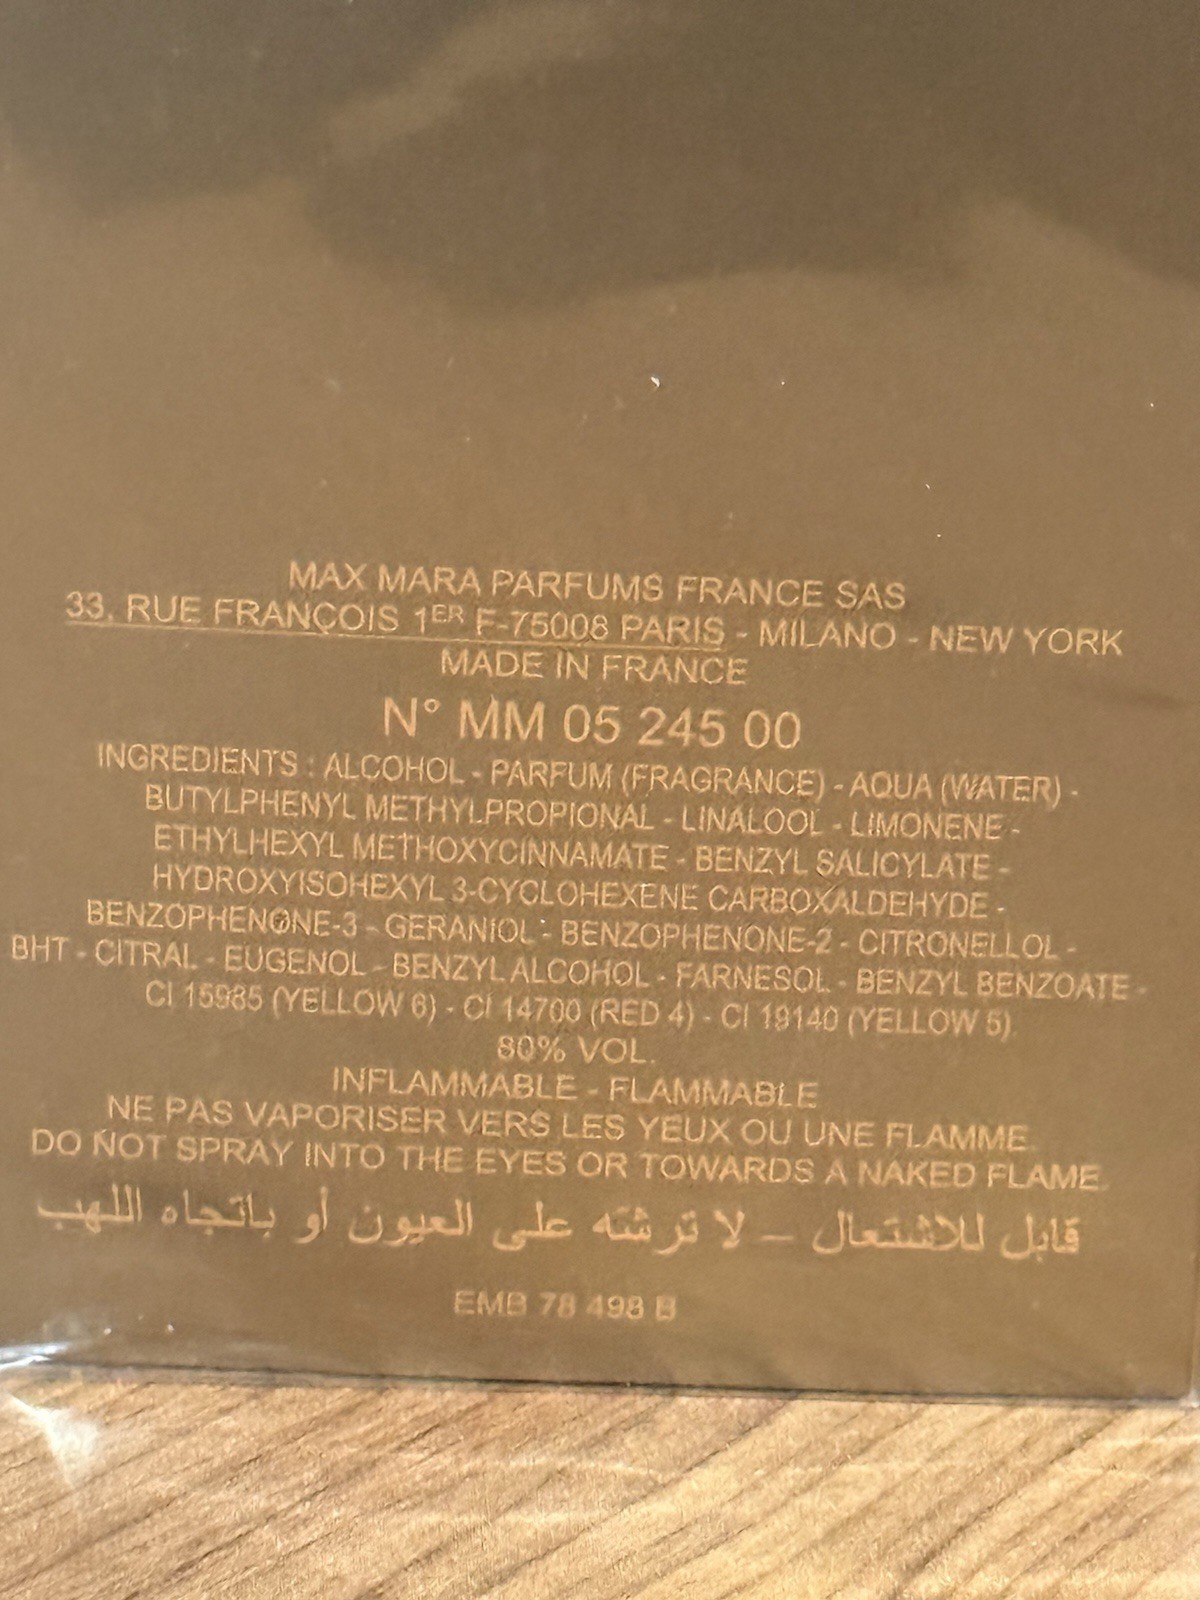 MAX MARA PARFUMS FRANCE SAS
33, RUE FRANÇOIS 1ER F-75008 PARIS - MILANO - NEW YORK
MADE IN FRANCE
N° MM 05 245 00
INGREDIENTS : ALCOHOL - PARFUM (FRAGRANCE) - AQUA (WATER) -
BUTYLPHENYL METHYLPROPIONAL - LINALOOL - LIMONENE -
ETHYLHEXYL METHOXYCINNAMATE - BENZYL SALICYLATE -
HYDROXYISOHEXYL 3-CYCLOHEXENE CARBOXALDEHYDE -
BENZOPHENONE-3 - GERANIOL - BENZOPHENONE-2 - CITRONELLOL -
BHT - CITRAL - EUGENOL - BENZYL ALCOHOL - FARNESOL - BENZYL BENZOATE -
CI 15985 (YELLOW 6) - CI 14700 (RED 4) - CI 19140 (YELLOW 5).
80% VOL.
INFLAMMABLE - FLAMMABLE
NE PAS VAPORISER VERS LES YEUX OU UNE FLAMME.
DO NOT SPRAY INTO THE EYES OR TOWARDS A NAKED FLAME.
قابل للاشتعال – لا ترشته على العيون أو باتجاه اللهب
EMB 78 498 B